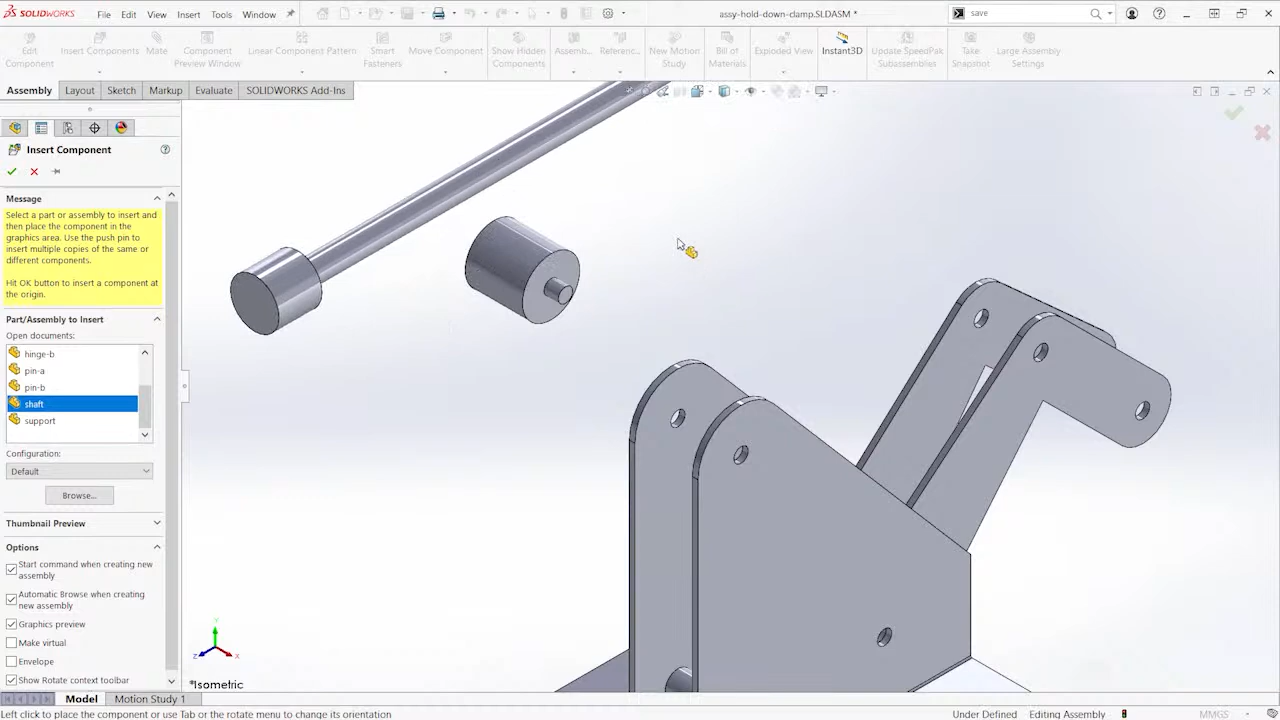 SOLIDWORKS File Edit View Insert Tools Window
assy-hold-down-clamp.SLDASM *
save
Edit Component
Insert Components
Mate
Component Preview Window
Linear Component Pattern
Smart Fasteners
Move Component
Show Hidden Components
Assemb...
Referenc...
New Motion Study
Bill of Materials
Exploded View
Instant3D
Update SpeedPak Subassemblies
Take Snapshot
Large Assembly Settings
Assembly Layout Sketch Markup Evaluate SOLIDWORKS Add-Ins
Insert Component
Message
Select a part or assembly to insert and
then place the component in the
graphics area. Use the push pin to
insert multiple copies of the same or
different components.
Hit OK button to insert a component at
the origin.
Part/Assembly to Insert
Open documents:
hinge-b
pin-a
pin-b
shaft
support
Configuration:
Default
Browse...
Thumbnail Preview
Options
Start command when creating new
assembly
Automatic Browse when creating
new assembly
Graphics preview
Make virtual
Envelope
Show Rotate context toolbar
Y
Z
X
*Isometric
Model Motion Study 1
Left click to place the component or use Tab or the rotate menu to change its orientation
Under Defined Editing Assembly MMGS